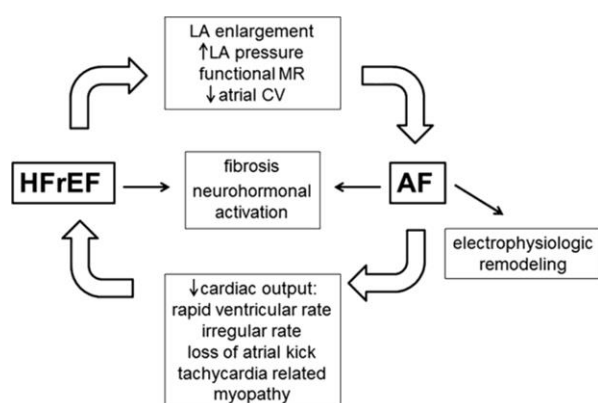 LA enlargement
↑LA pressure
functional MR
↓atrial CV
HFrEF
fibrosis
neurohormonal
activation
AF
electrophysiologic
remodeling
↓cardiac output:
rapid ventricular rate
irregular rate
loss of atrial kick
tachycardia related
myopathy